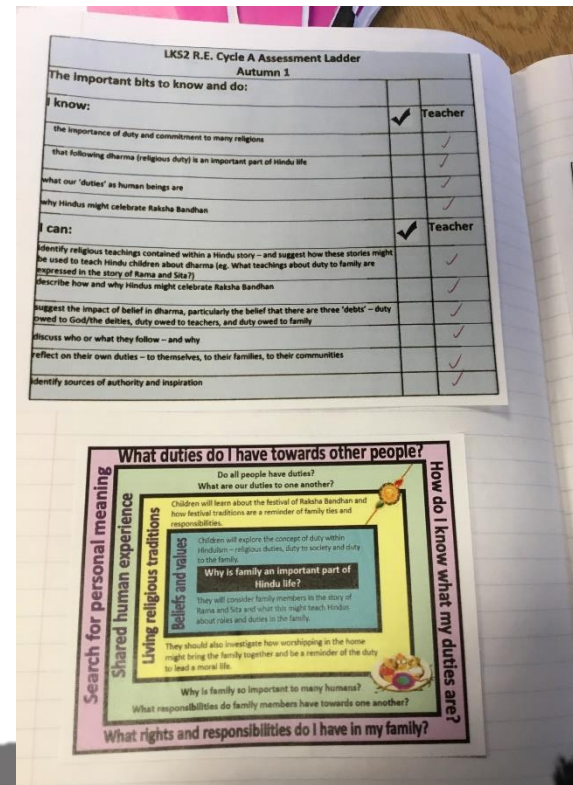 LKS2 R.E. Cycle A Assessment Ladder
Autumn 1
The important bits to know and do:
I know:
Teacher
the importance of duty and commitment to many religions
that following dharma (religious duty) is an important part of Hindu life
what our 'duties' as human beings are
why Hindus might celebrate Raksha Bandhan
I can:
Teacher
identify religious teachings contained within a Hindu story – and suggest how these stories might
be used to teach Hindu children about dharma (eg. What teachings about duty to family are
expressed in the story of Rama and Sita?)
describe how and why Hindus might celebrate Raksha Bandhan
suggest the impact of belief in dharma, particularly the belief that there are three 'debts' – duty
owed to God/the deities, duty owed to teachers, and duty owed to family
discuss who or what they follow – and why
reflect on their own duties – to themselves, to their families, to their communities
identify sources of authority and inspiration
What duties do I have towards other people?
Search for personal meaning
How do I know what my duties are?
Do all people have duties?
What are our duties to one another?
Shared human experience
Living religious traditions
Children will learn about the festival of Raksha Bandhan and
how festival traditions are a reminder of family ties and
responsibilities.
Beliefs and values
Children will explore the concept of duty within
Hinduism – religious duties, duty to society and duty
to the family.
Why is family an important part of
Hindu life?
They will consider family members in the story of
Rama and Sita and what this might teach Hindus
about roles and duties in the family.
They should also investigate how worshipping in the home
might bring the family together and be a reminder of the duty
to lead a moral life.
Why is family so important to many humans?
What responsibilities do family members have towards one another?
What rights and responsibilities do I have in my family?